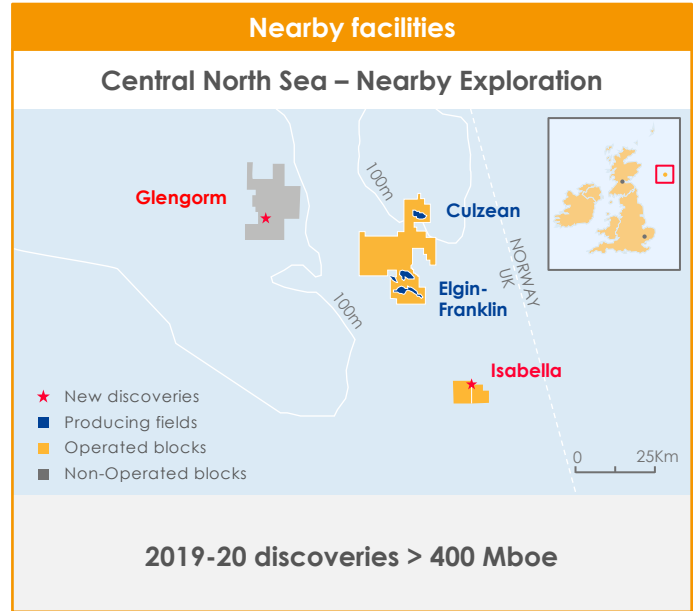 Nearby facilities
Central North Sea – Nearby Exploration
100m
Glengorm
Culzean
NORWAY
UK
Elgin-
Franklin
100m
Isabella
New discoveries
Producing fields
Operated blocks
Non-Operated blocks
0 25Km
2019-20 discoveries > 400 Mboe